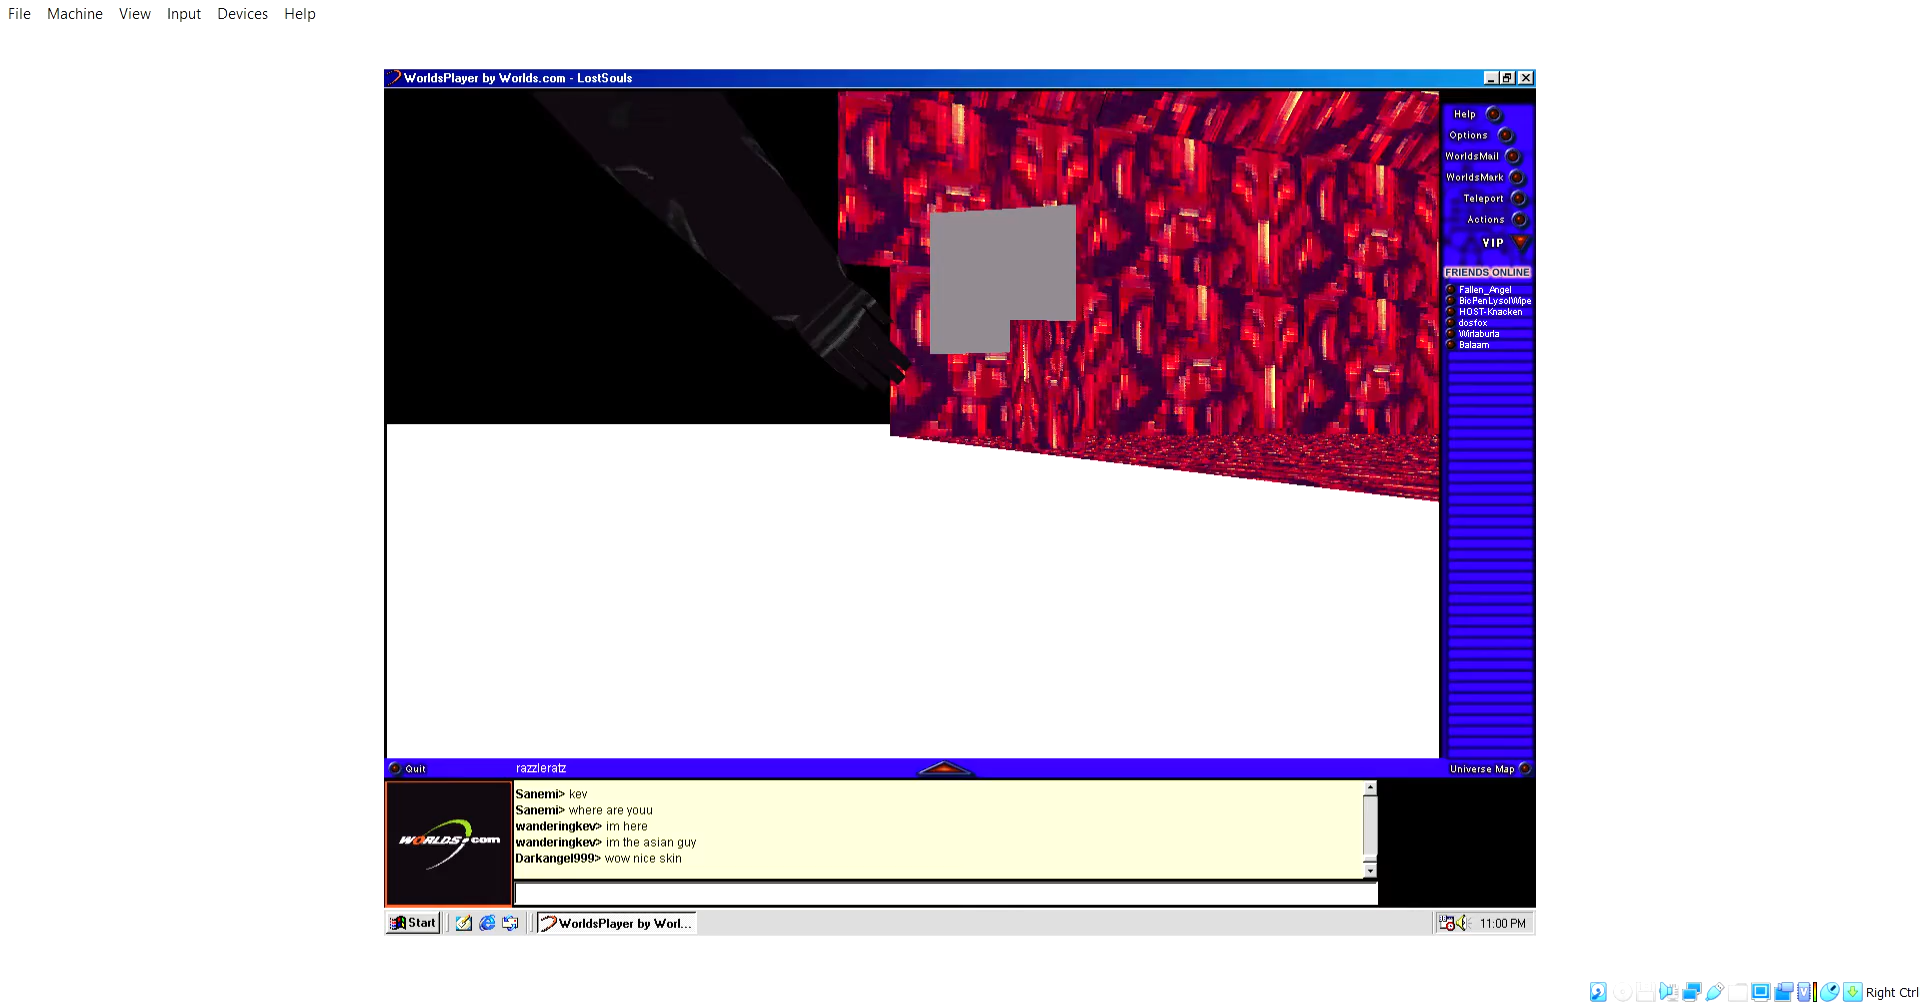 File Machine View Input Devices Help
WorldsPlayer by Worlds.com - LostSouls
Help
Options
WorldsMail
WorldsMark
Teleport
Actions
VIP
FRIENDS ONLINE
Fallen_Angel
BicPenLysolWipe
HOST-Knacken
dosfox
Wirlaburla
Balaam
Quit
razzleratz
Universe Map
WORLDS.com
Sanemi> kev
Sanemi> where are youu
wanderingkev> im here
wanderingkev> im the asian guy
Darkangel999> wow nice skin
Start
WorldsPlayer by Worl...
11:00 PM
Right Ctrl